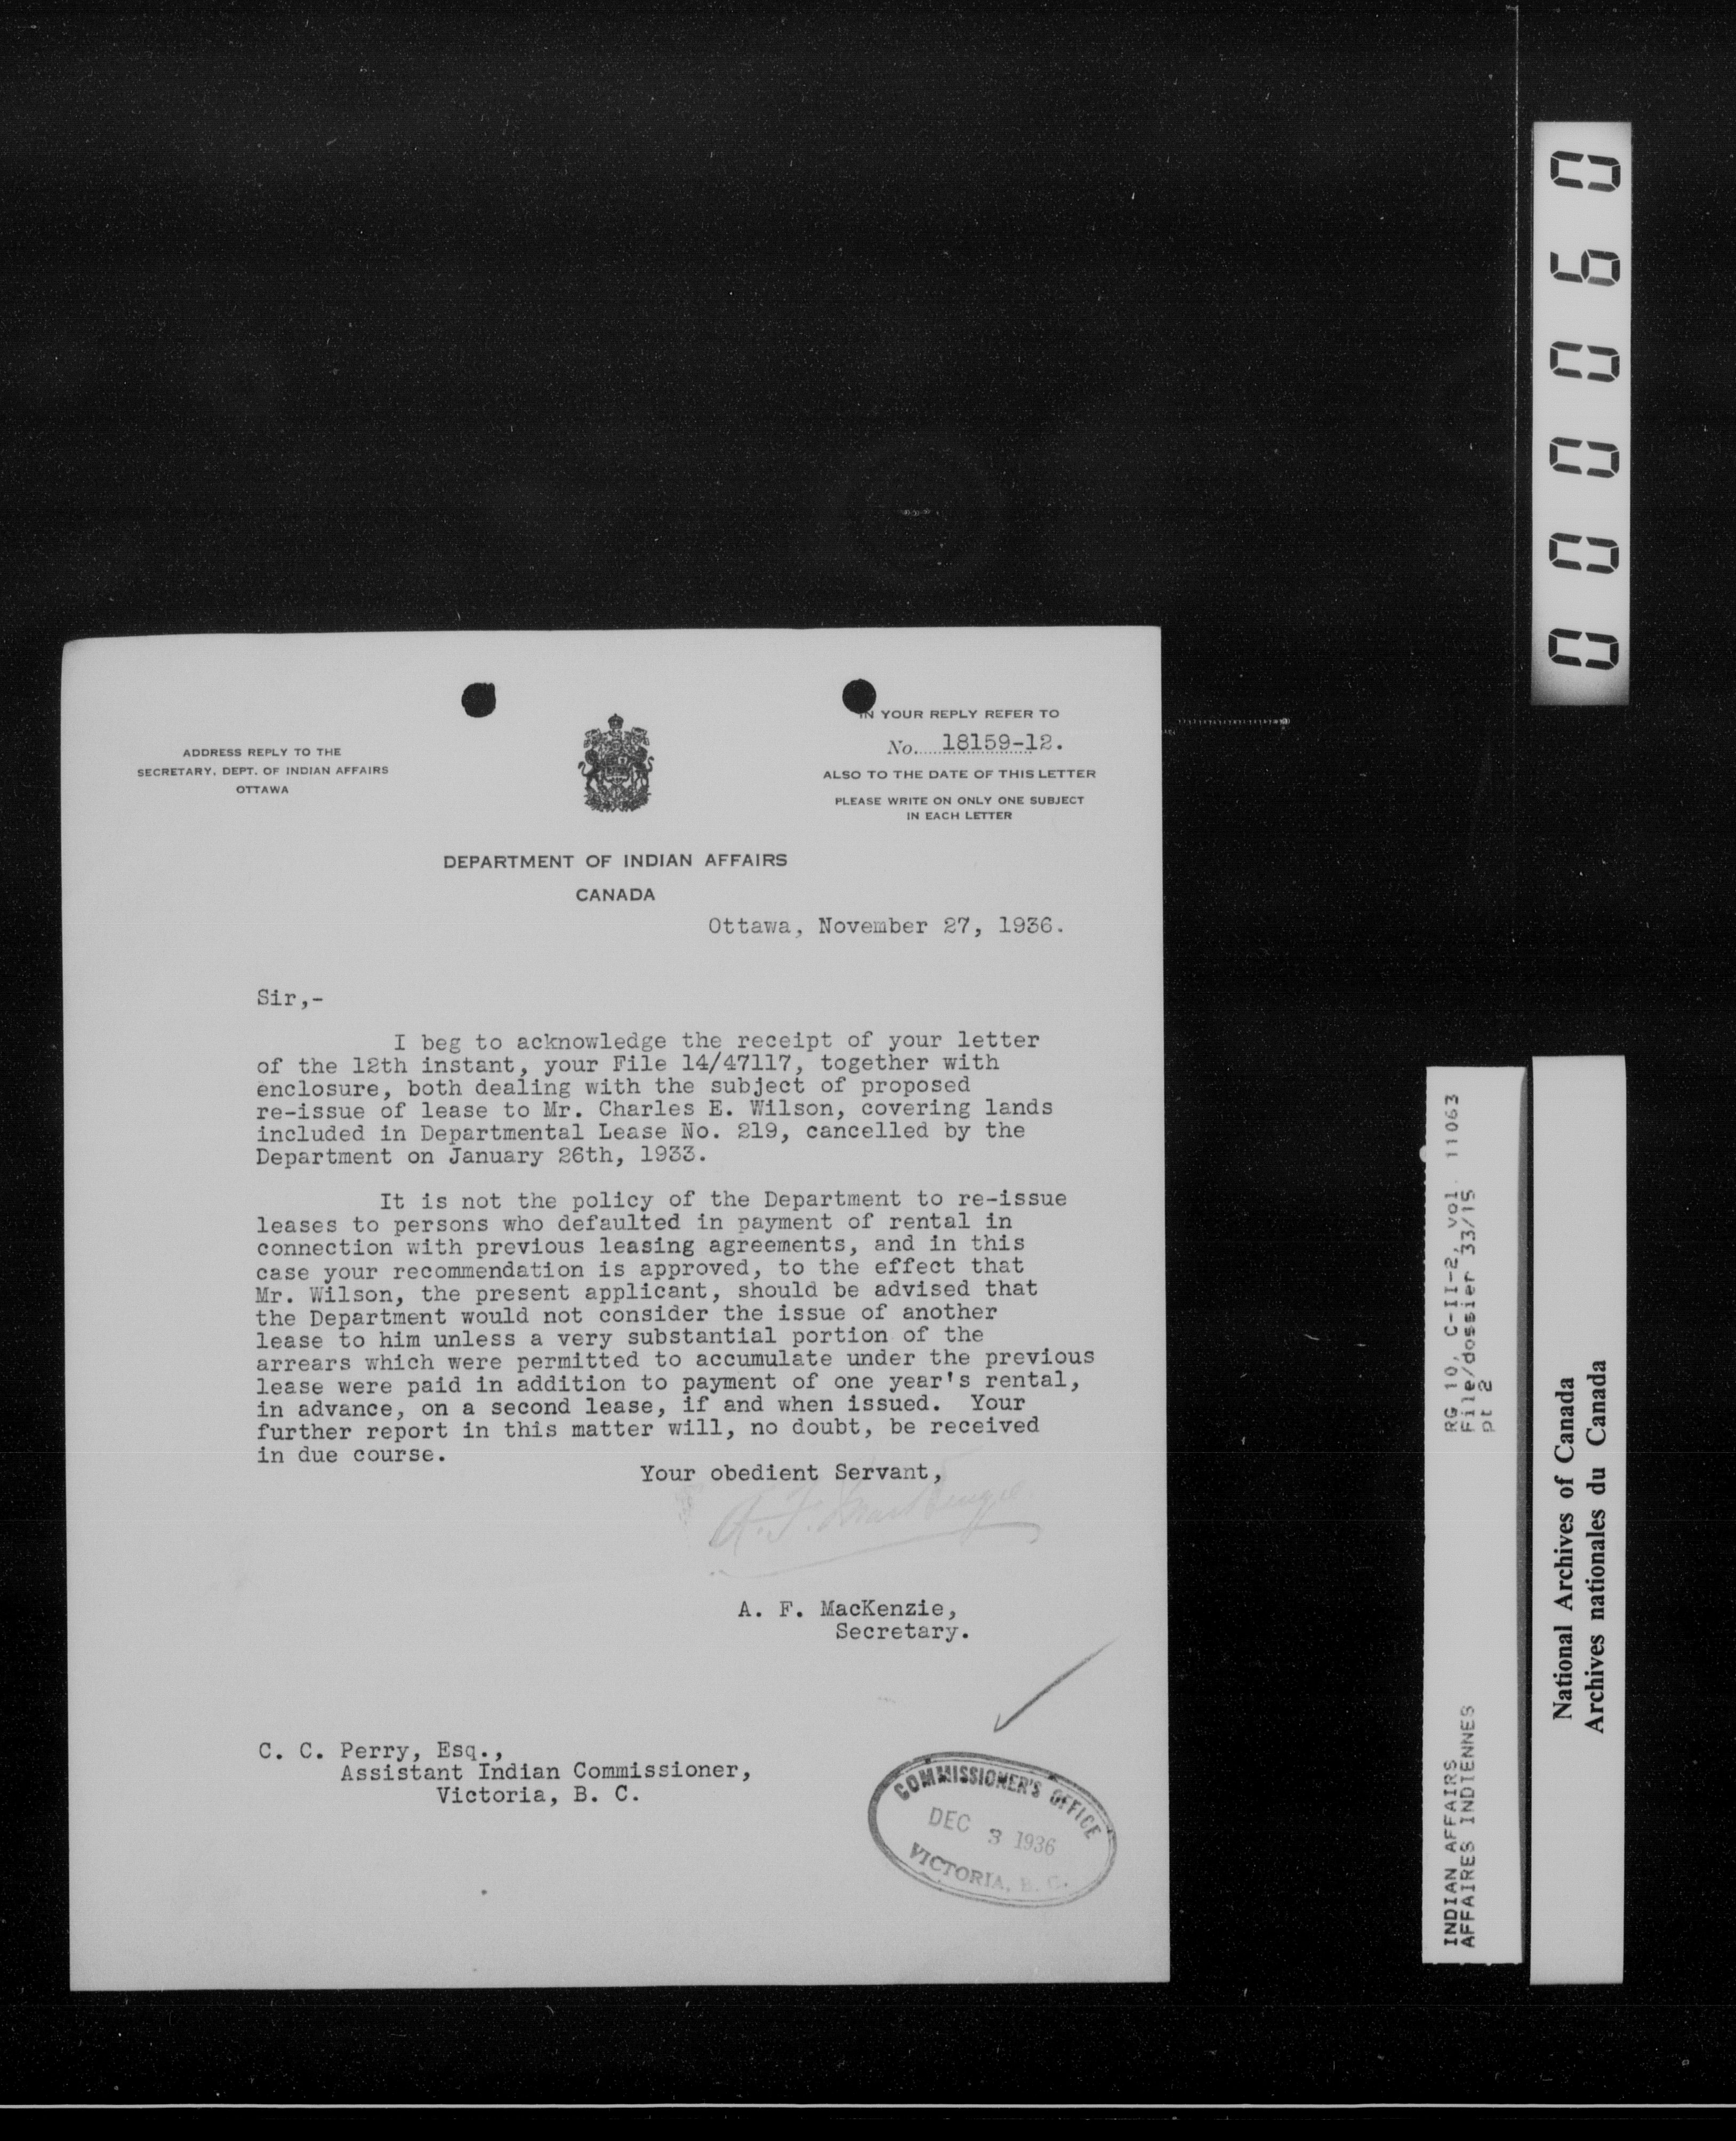 ADDRESS REPLY TO THE
SECRETARY, DEPT. OF INDIAN AFFAIRS
OTTAWA
IN YOUR REPLY REFER TO
No. 18159-12.
ALSO TO THE DATE OF THIS LETTER
PLEASE WRITE ON ONLY ONE SUBJECT
IN EACH LETTER
DEPARTMENT OF INDIAN AFFAIRS
CANADA
Ottawa, November 27, 1936.
Sir,-
I beg to acknowledge the receipt of your letter
of the 12th instant, your File 14/47117, together with
enclosure, both dealing with the subject of proposed
re-issue of lease to Mr. Charles E. Wilson, covering lands
included in Departmental Lease No. 219, cancelled by the
Department on January 26th, 1933.
It is not the policy of the Department to re-issue
leases to persons who defaulted in payment of rental in
connection with previous leasing agreements, and in this
case your recommendation is approved, to the effect that
Mr. Wilson, the present applicant, should be advised that
the Department would not consider the issue of another
lease to him unless a very substantial portion of the
arrears which were permitted to accumulate under the previous
lease were paid in addition to payment of one year's rental,
in advance, on a second lease, if and when issued. Your
further report in this matter will, no doubt, be received
in due course.
Your obedient Servant,
A. F. MacKenzie
A. F. MacKenzie,
Secretary.
C. C. Perry, Esq.,
Assistant Indian Commissioner,
Victoria, B. C.
COMMISSIONER'S OFFICE
DEC 3 1936
VICTORIA, B. C.
INDIAN AFFAIRS
AFFAIRES INDIENNES
RG 10, C-II-2, vol 11063
File/dossier 33/15
pt 2
National Archives of Canada
Archives nationales du Canada
000060